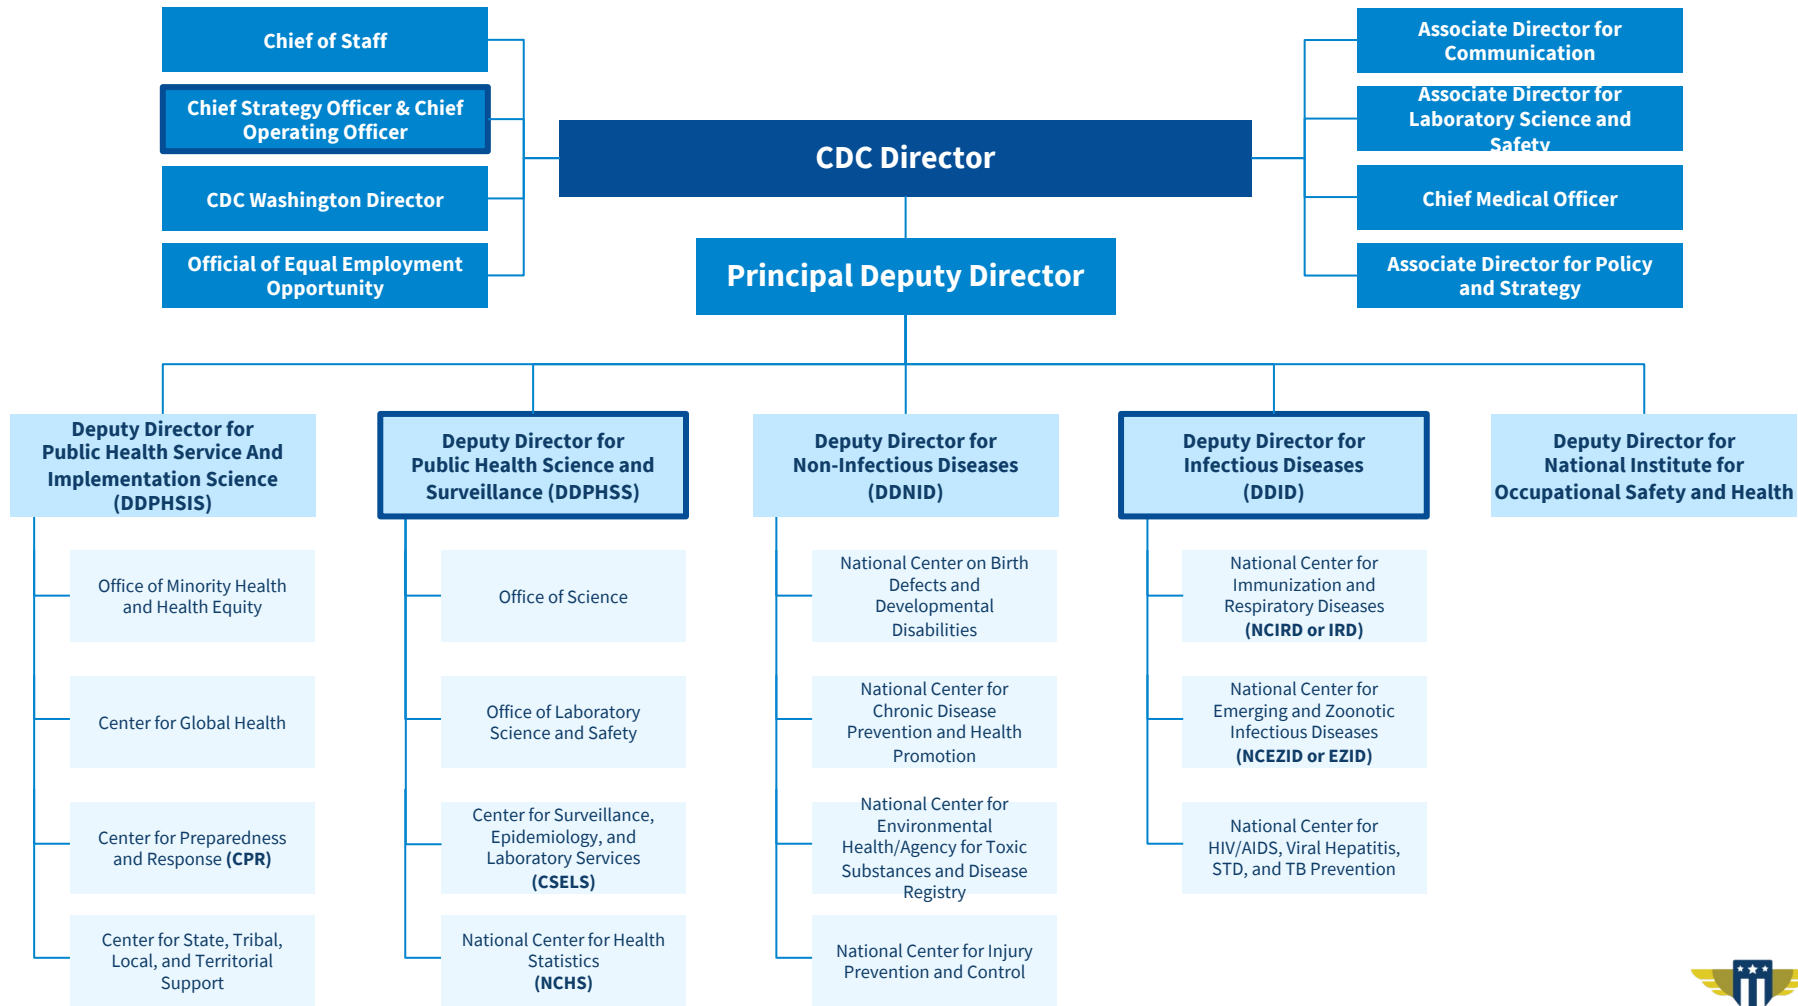 Chief of Staff
Chief Strategy Officer & Chief
Operating Officer
CDC Washington Director
Official of Equal Employment
Opportunity
CDC Director
Principal Deputy Director
Associate Director for
Communication
Associate Director for
Laboratory Science and
Safety
Chief Medical Officer
Associate Director for Policy
and Strategy
Deputy Director for
Public Health Service And
Implementation Science
(DDPHSIS)
Office of Minority Health
and Health Equity
Center for Global Health
Center for Preparedness
and Response (CPR)
Center for State, Tribal,
Local, and Territorial
Support
Deputy Director for
Public Health Science and
Surveillance (DDPHSS)
Office of Science
Office of Laboratory
Science and Safety
Center for Surveillance,
Epidemiology, and
Laboratory Services
(CSELS)
National Center for Health
Statistics
(NCHS)
Deputy Director for
Non-Infectious Diseases
(DDNID)
National Center on Birth
Defects and
Developmental
Disabilities
National Center for
Chronic Disease
Prevention and Health
Promotion
National Center for
Environmental
Health/Agency for Toxic
Substances and Disease
Registry
National Center for Injury
Prevention and Control
Deputy Director for
Infectious Diseases
(DDID)
National Center for
Immunization and
Respiratory Diseases
(NCIRD or IRD)
National Center for
Emerging and Zoonotic
Infectious Diseases
(NCEZID or EZID)
National Center for
HIV/AIDS, Viral Hepatitis,
STD, and TB Prevention
Deputy Director for
National Institute for
Occupational Safety and Health